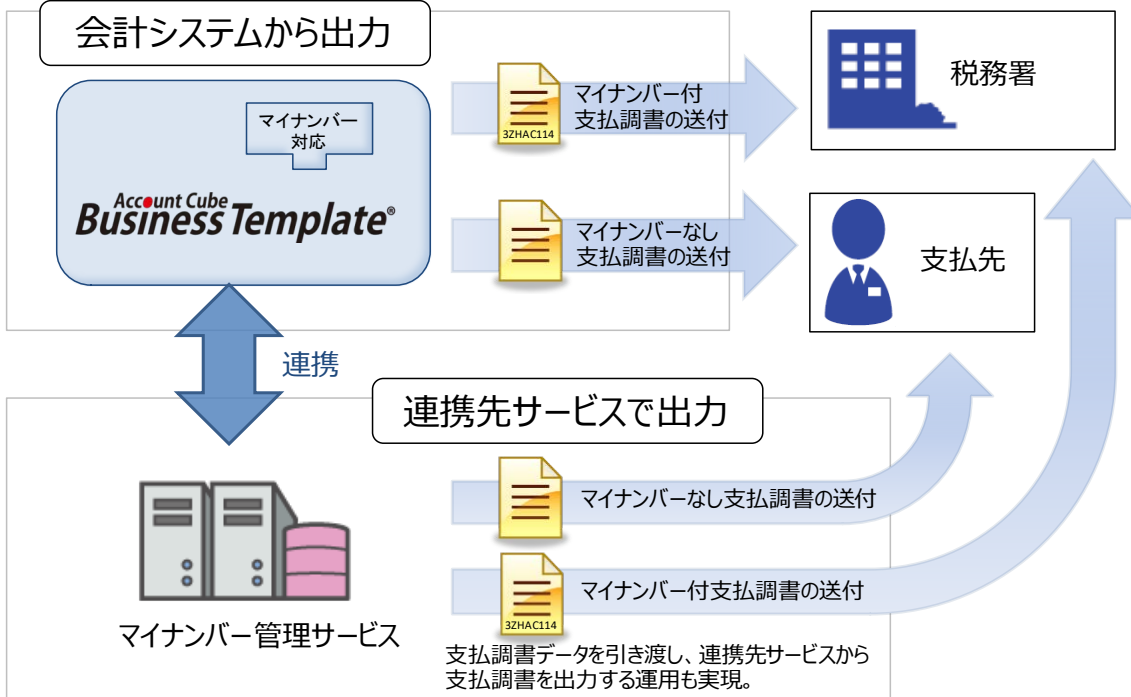 会計システムから出力
マイナンバー
対応
Account Cube
Business Template®
3ZHAC114
マイナンバー付
支払調書の送付
マイナンバーなし
支払調書の送付
税務署
支払先
連携
連携先サービスで出力
マイナンバーなし支払調書の送付
3ZHAC114
マイナンバー付支払調書の送付
マイナンバー管理サービス
支払調書データを引き渡し、連携先サービスから
支払調書を出力する運用も実現。